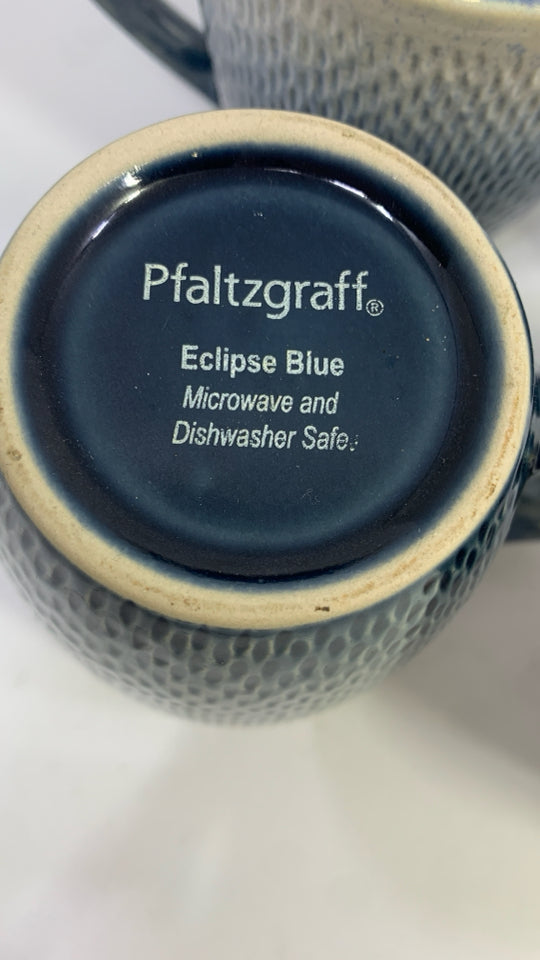 Pfaltzgraff®
Eclipse Blue
Microwave and
Dishwasher Safe.